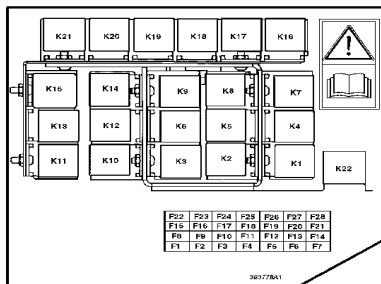 K21 K20 K19 K18 K17 K16
K15 K14 K9 K8 K7
K13 K12 K6 K5 K4
K11 K10 K3 K2 K1
K22
F22 F23 F24 F25 F26 F27 F28
F15 F16 F17 F18 F19 F20 F21
F8 F9 F10 F11 F12 F13 F14
F1 F2 F3 F4 F5 F6 F7
260778A1